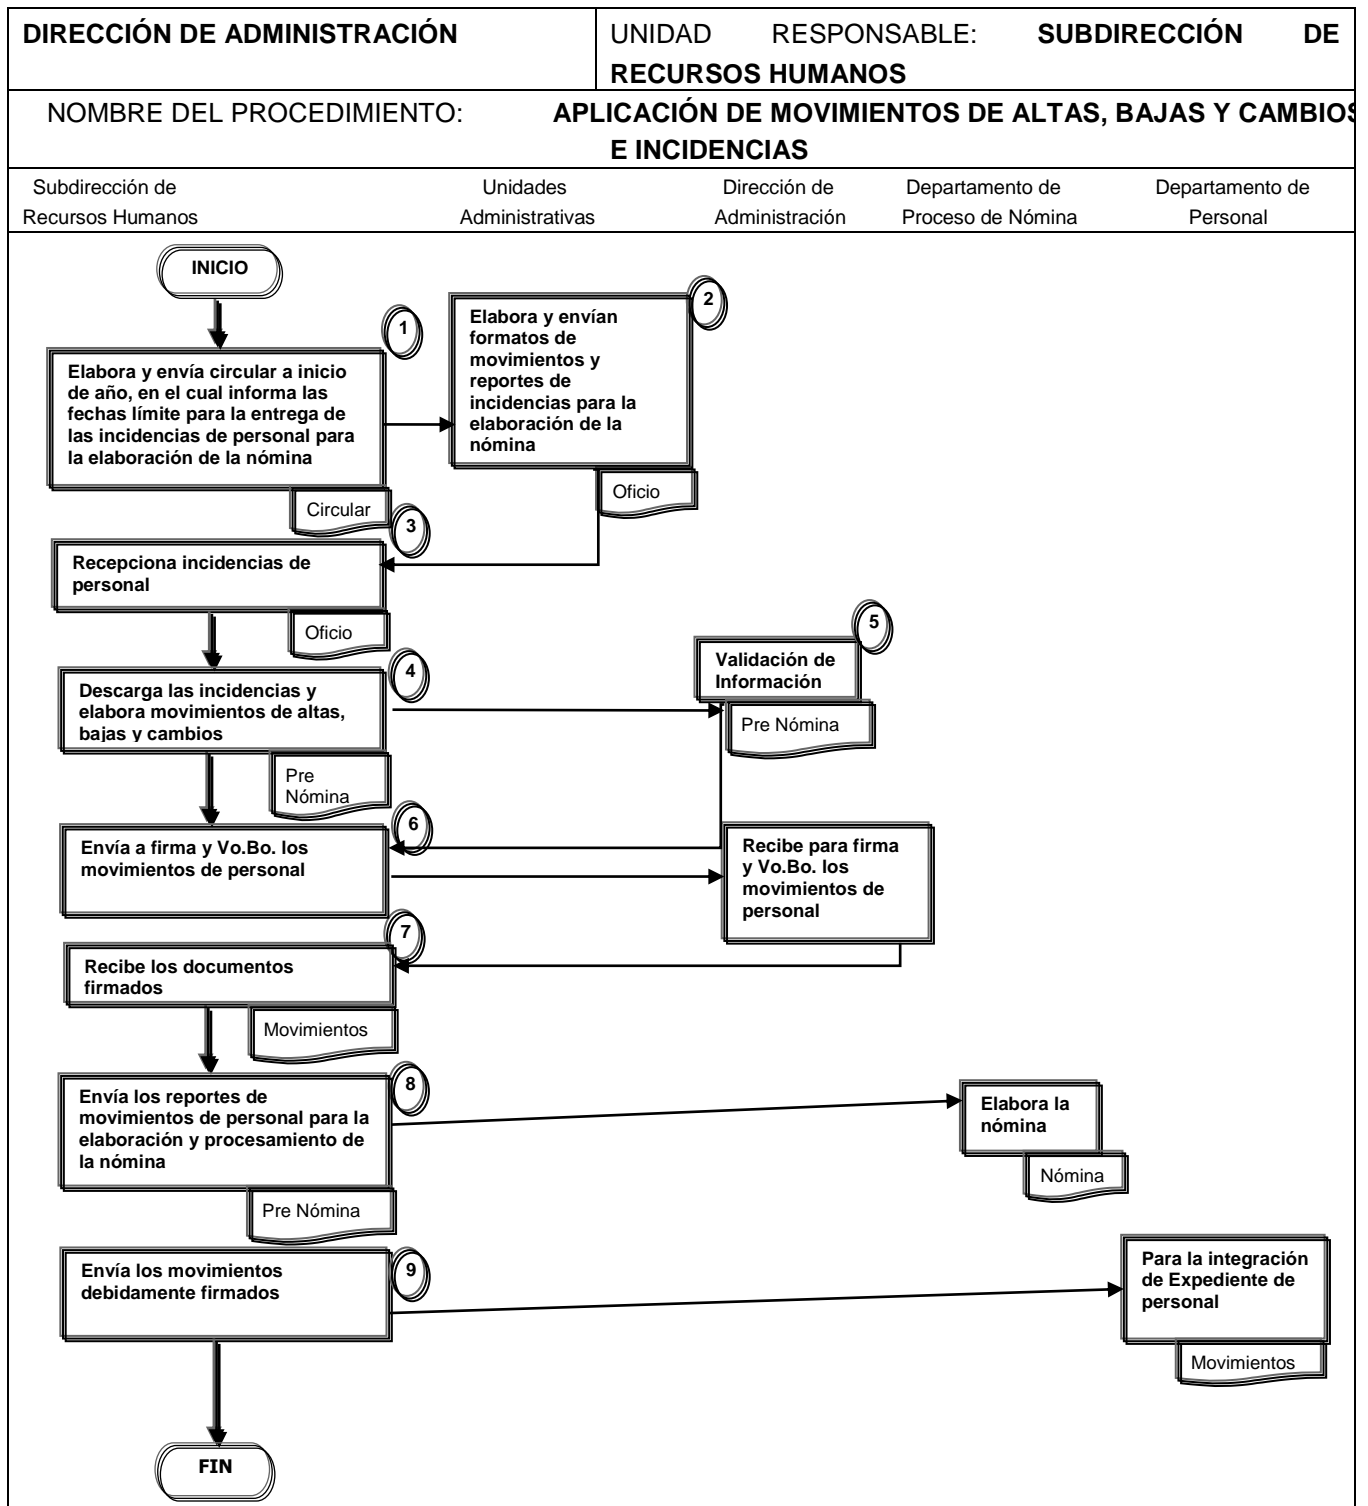 DIRECCIÓN DE ADMINISTRACIÓN
UNIDAD RESPONSABLE: SUBDIRECCIÓN DE
RECURSOS HUMANOS
NOMBRE DEL PROCEDIMIENTO: APLICACIÓN DE MOVIMIENTOS DE ALTAS, BAJAS Y CAMBIOS
E INCIDENCIAS
Subdirección de
Recursos Humanos
Unidades
Administrativas
Dirección de
Administración
Departamento de
Proceso de Nómina
Departamento de
Personal
INICIO
1
Elabora y envía circular a inicio
de año, en el cual informa las
fechas límite para la entrega de
las incidencias de personal para
la elaboración de la nómina
Circular
2
Elabora y envían
formatos de
movimientos y
reportes de
incidencias para la
elaboración de la
nómina
Oficio
3
Recepciona incidencias de
personal
Oficio
4
Descarga las incidencias y
elabora movimientos de altas,
bajas y cambios
Pre
Nómina
5
Validación de
Información
Pre Nómina
6
Envía a firma y Vo.Bo. los
movimientos de personal
Recibe para firma
y Vo.Bo. los
movimientos de
personal
7
Recibe los documentos
firmados
Movimientos
8
Envía los reportes de
movimientos de personal para la
elaboración y procesamiento de
la nómina
Pre Nómina
Elabora la
nómina
Nómina
9
Envía los movimientos
debidamente firmados
Para la integración
de Expediente de
personal
Movimientos
FIN